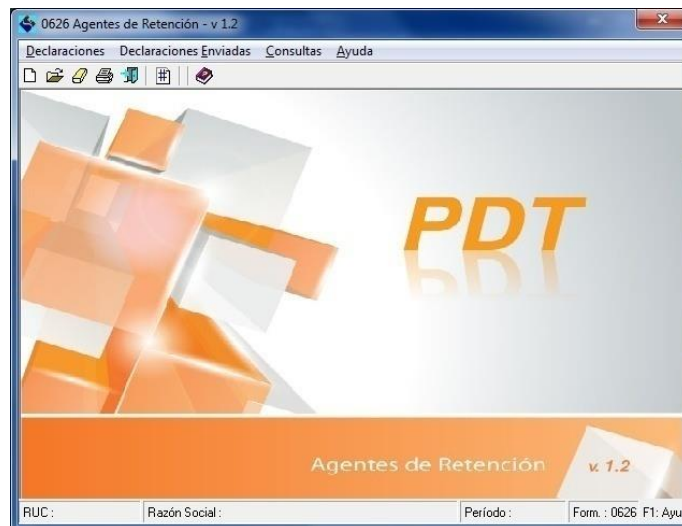 0626 Agentes de Retención - v 1.2
Declaraciones Declaraciones Enviadas Consultas Ayuda
PDT
Agentes de Retención v. 1.2
RUC : Razón Social : Período : Form. : 0626 F1: Ayu